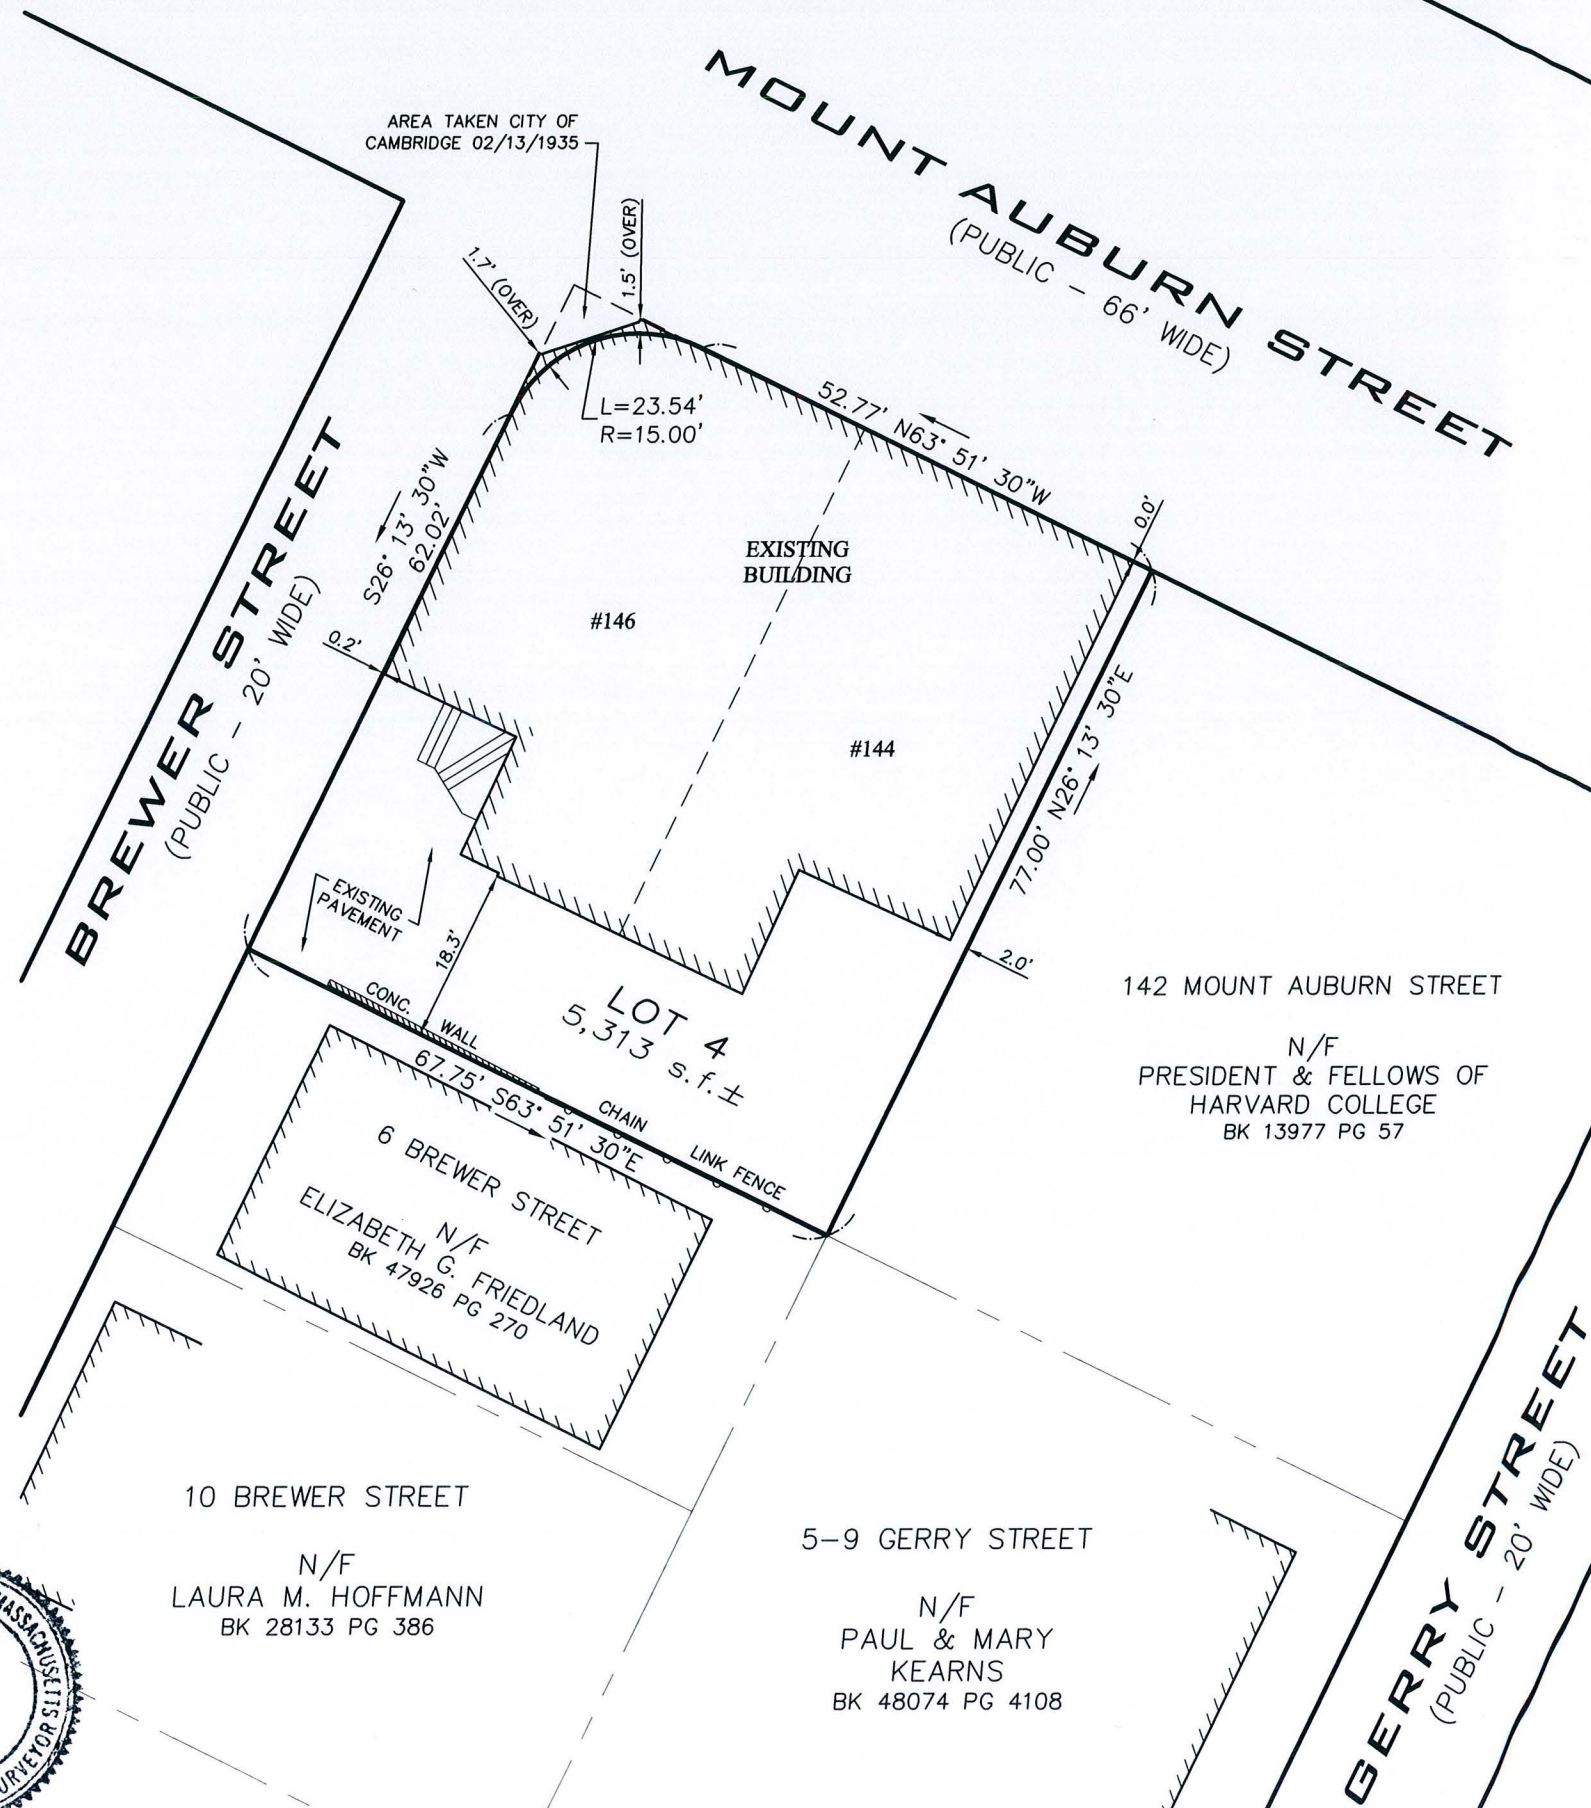 MOUNT AUBURN STREET
(PUBLIC - 66' WIDE)
AREA TAKEN CITY OF
CAMBRIDGE 02/13/1935
1.7' (OVER)
1.5' (OVER)
L=23.54'
R=15.00'
52.77' N63° 51' 30"W
0.0'
S26° 13' 30"W
62.02'
BREWER STREET
(PUBLIC - 20' WIDE)
0.2'
EXISTING
BUILDING
#146
#144
77.00' N26° 13' 30"E
EXISTING
PAVEMENT
18.3'
2.0'
CONC. WALL
LOT 4
5,313 s.f.±
67.75' S63° 51' 30"E
CHAIN LINK FENCE
142 MOUNT AUBURN STREET
N/F
PRESIDENT & FELLOWS OF
HARVARD COLLEGE
BK 13977 PG 57
6 BREWER STREET
N/F
ELIZABETH G. FRIEDLAND
BK 47926 PG 270
10 BREWER STREET
N/F
LAURA M. HOFFMANN
BK 28133 PG 386
5-9 GERRY STREET
N/F
PAUL & MARY
KEARNS
BK 48074 PG 4108
GERRY STREET
(PUBLIC - 20' WIDE)
MASSACHUSETTS